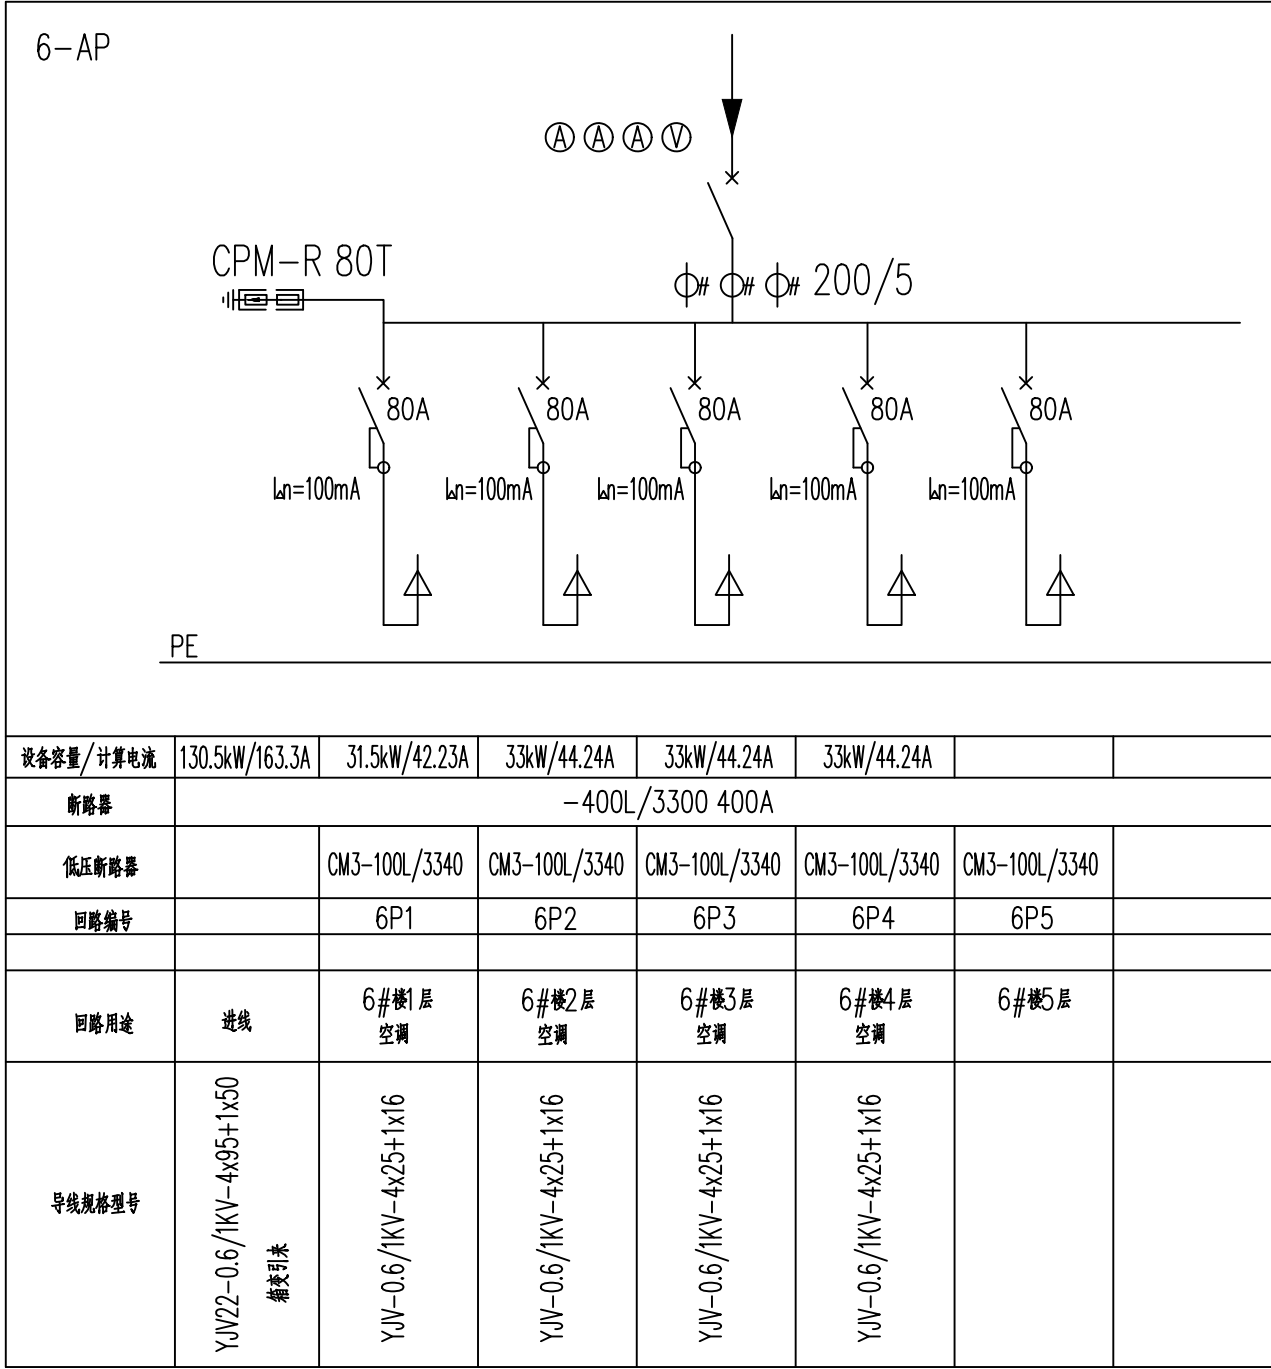 6-AP
A A A V
CPM-R 80T
200/5
80A 80A 80A 80A 80A
I△n=100mA I△n=100mA I△n=100mA I△n=100mA I△n=100mA
PE
设备容量/计算电流 130.5kW/163.3A 31.5kW/42.23A 33kW/44.24A 33kW/44.24A 33kW/44.24A
断路器 -400L/3300 400A
低压断路器 CM3-100L/3340 CM3-100L/3340 CM3-100L/3340 CM3-100L/3340 CM3-100L/3340
回路编号 6P1 6P2 6P3 6P4 6P5
回路用途 进线 6#楼1层 6#楼2层 6#楼3层 6#楼4层 6#楼5层
空调 空调 空调 空调
导线规格型号
YJV22-0.6/1KV-4x95+1x50
箱变引来
YJV-0.6/1KV-4x25+1x16
YJV-0.6/1KV-4x25+1x16
YJV-0.6/1KV-4x25+1x16
YJV-0.6/1KV-4x25+1x16